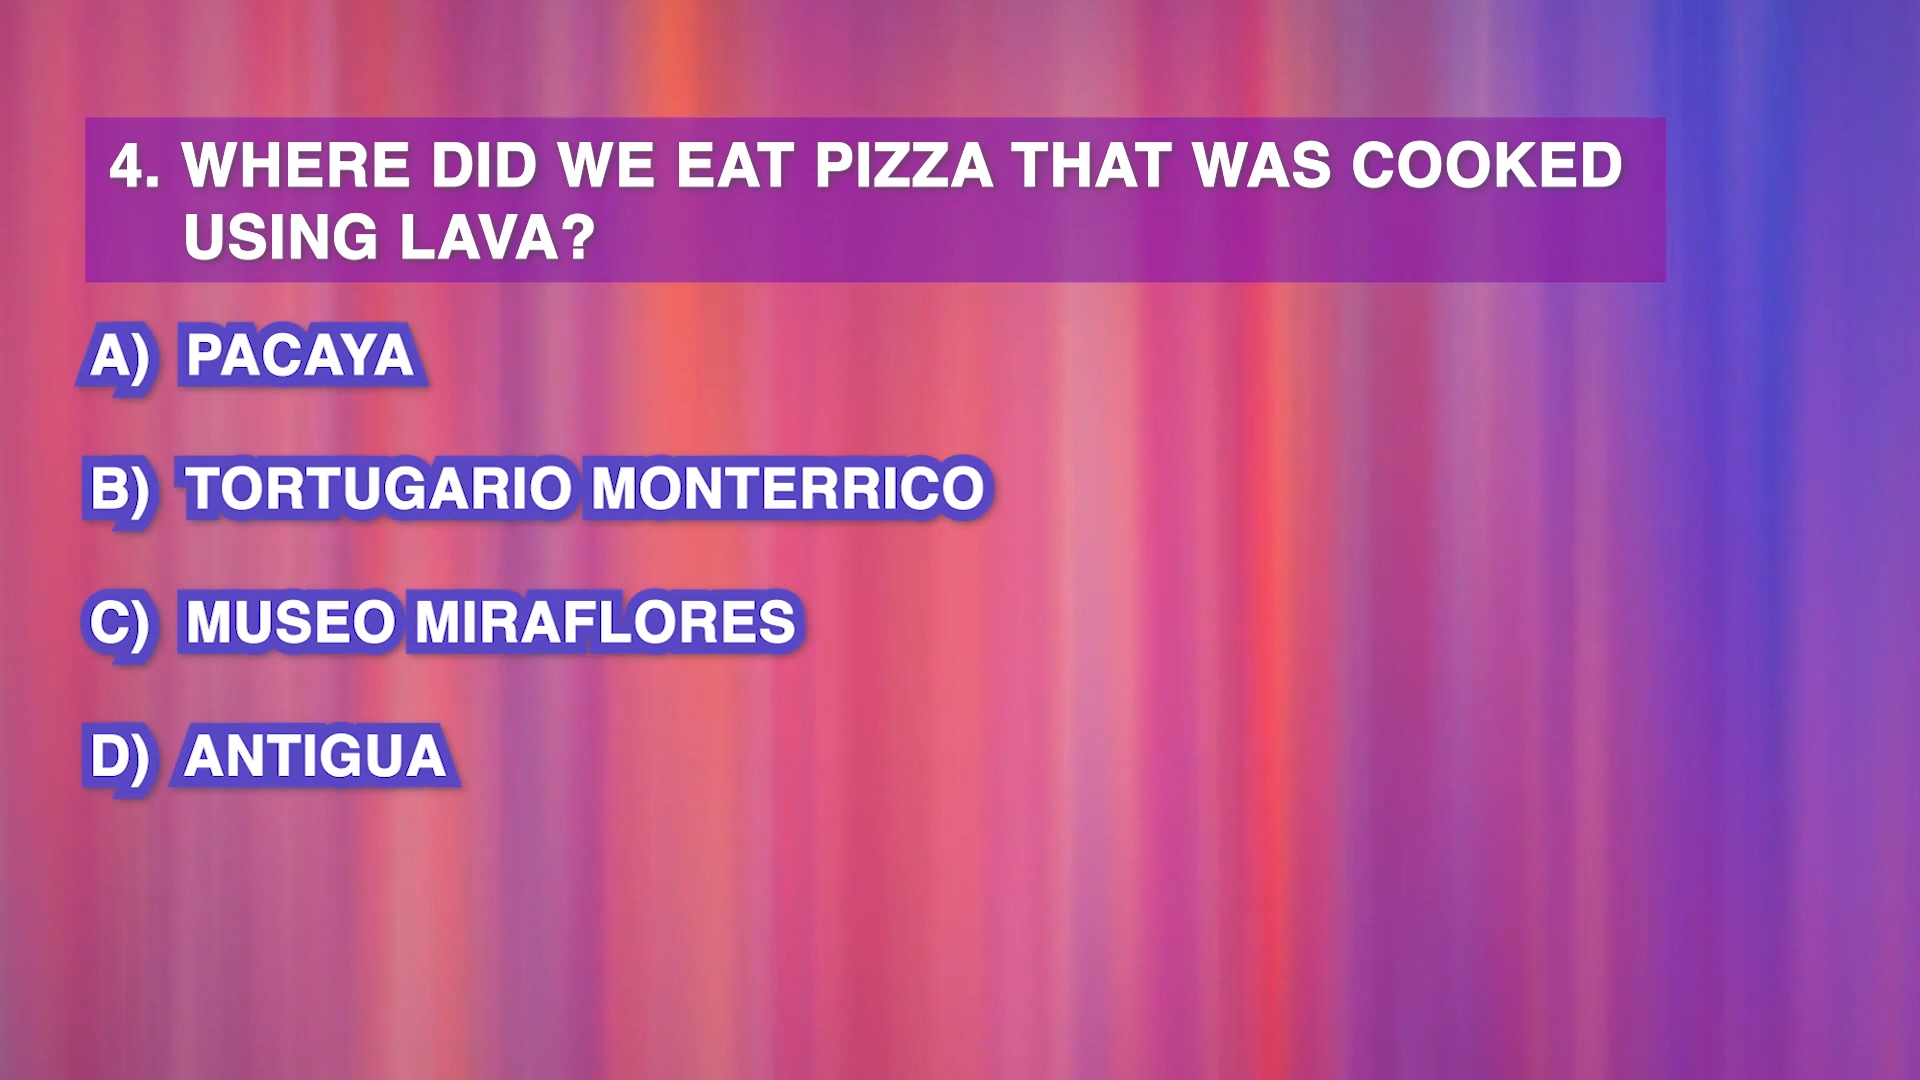 4. WHERE DID WE EAT PIZZA THAT WAS COOKED
USING LAVA?
A) PACAYA
B) TORTUGARIO MONTERRICO
C) MUSEO MIRAFLORES
D) ANTIGUA